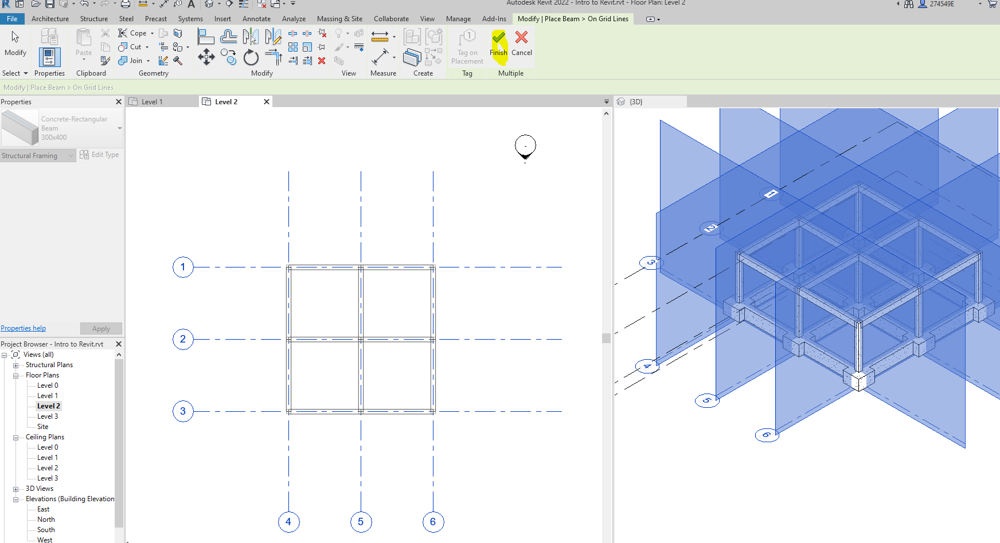 Autodesk Revit 2022 - Intro to Revit.rvt - Floor Plan: Level 2
274549E
File Architecture Structure Steel Precast Systems Insert Annotate Analyze Massing & Site Collaborate View Manage Add-Ins Modify | Place Beam > On Grid Lines
Modify
Select
Properties
Paste
Clipboard
Cope
Cut
Join
Geometry
Modify
View
Measure
Create
1
Tag on
Placement
Tag
Finish
Cancel
Multiple
Modify | Place Beam > On Grid Lines
Properties
Concrete-Rectangular
Beam
300x400
Structural Framing
Edit Type
Properties help
Apply
Project Browser - Intro to Revit.rvt
Views (all)
Structural Plans
Floor Plans
Level 0
Level 1
Level 2
Level 3
Site
Ceiling Plans
Level 0
Level 1
Level 2
Level 3
3D Views
Elevations (Building Elevation
East
North
South
West
Level 1
Level 2
1
2
3
4
5
6
{3D}
1
2
3
4
5
6